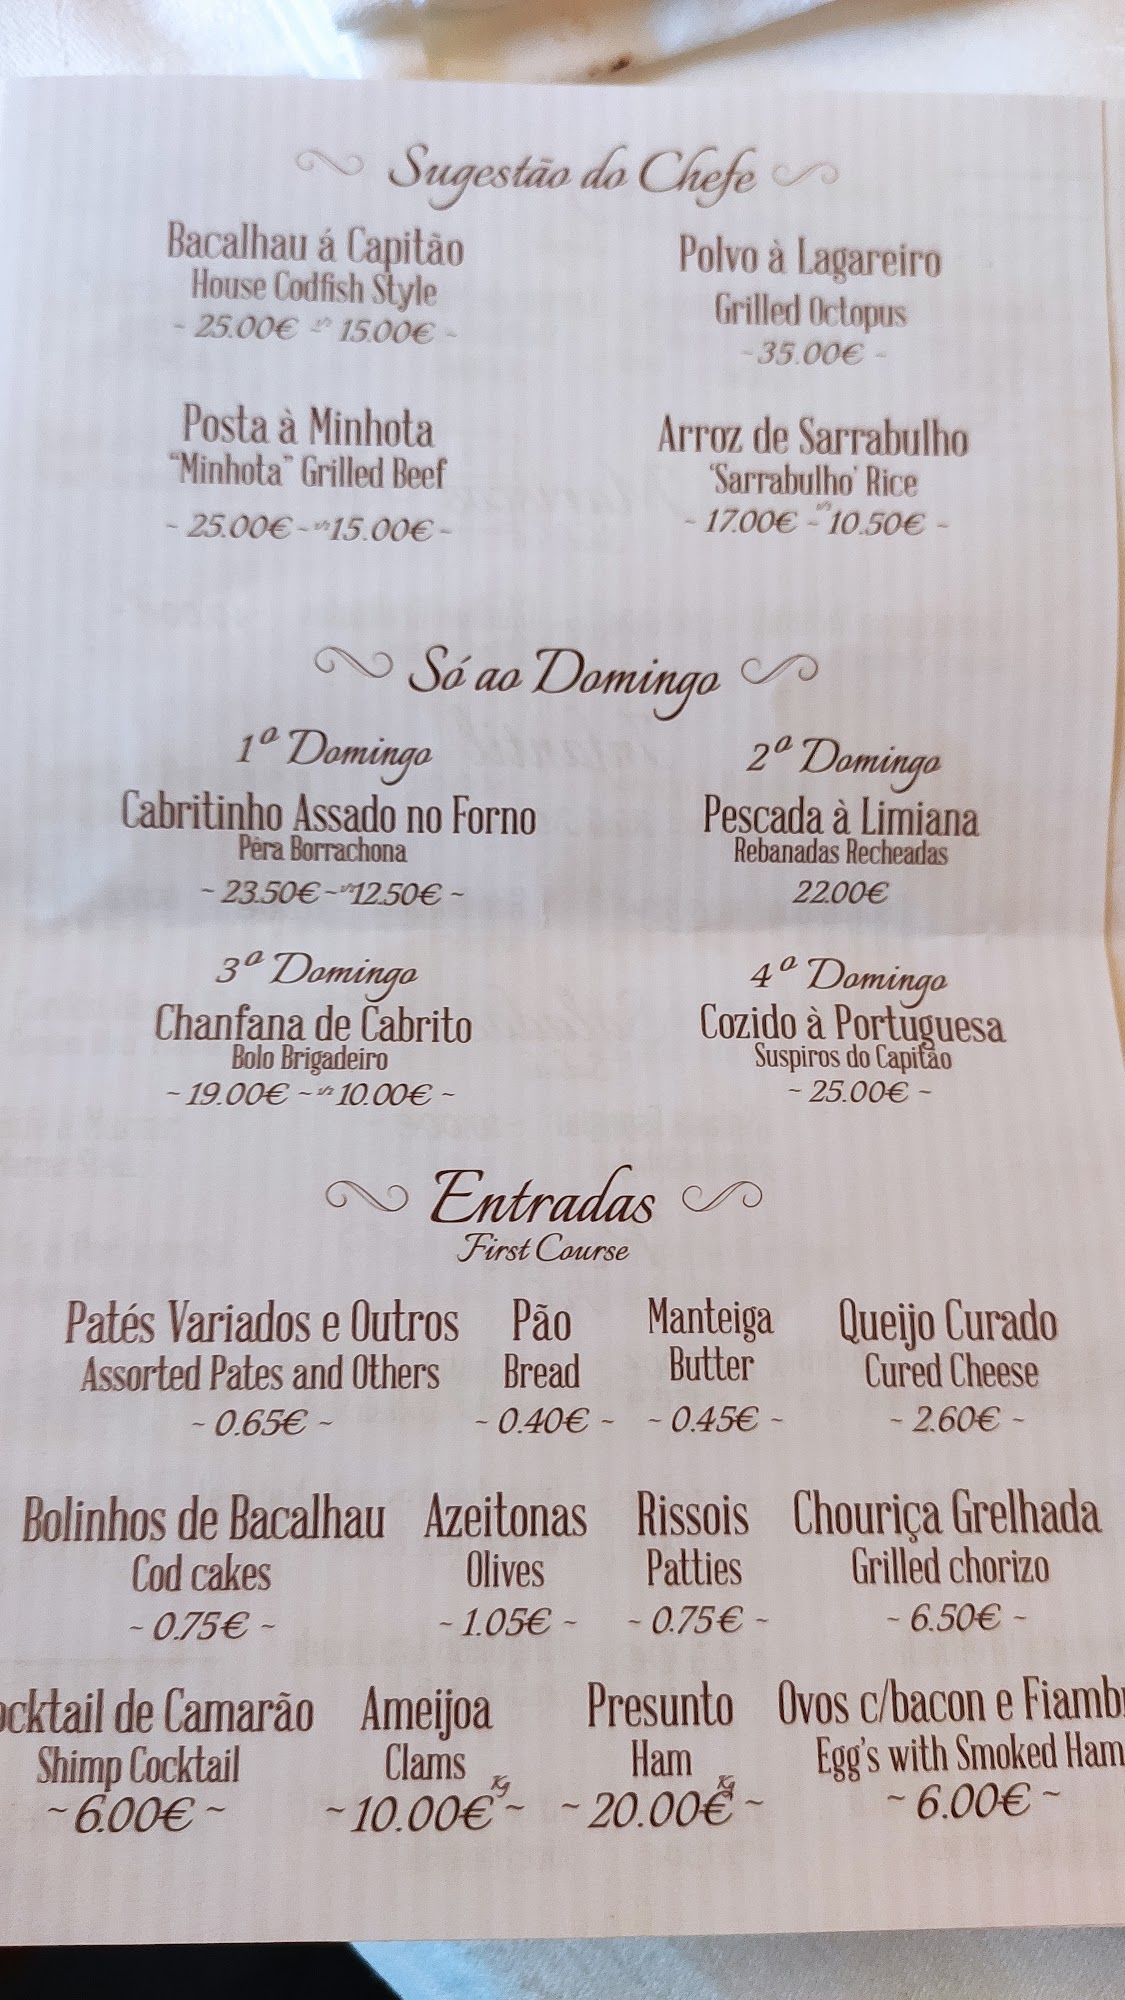 Sugestão do Chefe
Bacalhau á Capitão
House Codfish Style
~ 25.00€ ~ 1/2 15.00€ ~
Polvo à Lagareiro
Grilled Octopus
~35.00€ ~
Posta à Minhota
"Minhota" Grilled Beef
~ 25.00€ ~ 1/2 15.00€ ~
Arroz de Sarrabulho
'Sarrabulho' Rice
~ 17.00€ ~ 1/2 10.50€ ~
Só ao Domingo
1º Domingo
Cabritinho Assado no Forno
Pêra Borrachona
~ 23.50€ ~ 1/2 12.50€ ~
2º Domingo
Pescada à Limiana
Rebanadas Recheadas
22.00€
3º Domingo
Chanfana de Cabrito
Bolo Brigadeiro
~ 19.00€ ~ 1/2 10.00€ ~
4º Domingo
Cozido à Portuguesa
Suspiros do Capitão
~ 25.00€ ~
Entradas
First Course
Patés Variados e Outros
Assorted Pates and Others
~ 0.65€ ~
Pão
Bread
~ 0.40€ ~
Manteiga
Butter
~ 0.45€ ~
Queijo Curado
Cured Cheese
~ 2.60€ ~
Bolinhos de Bacalhau
Cod cakes
~ 0.75€ ~
Azeitonas
Olives
~ 1.05€ ~
Rissois
Patties
~ 0.75€ ~
Chouriça Grelhada
Grilled chorizo
~ 6.50€ ~
ocktail de Camarão
Shimp Cocktail
~ 6.00€ ~
Ameijoa
Clams
~ 10.00€ Kg ~
Presunto
Ham
~ 20.00€ Kg ~
Ovos c/bacon e Fiamb
Egg's with Smoked Ham
~ 6.00€ ~